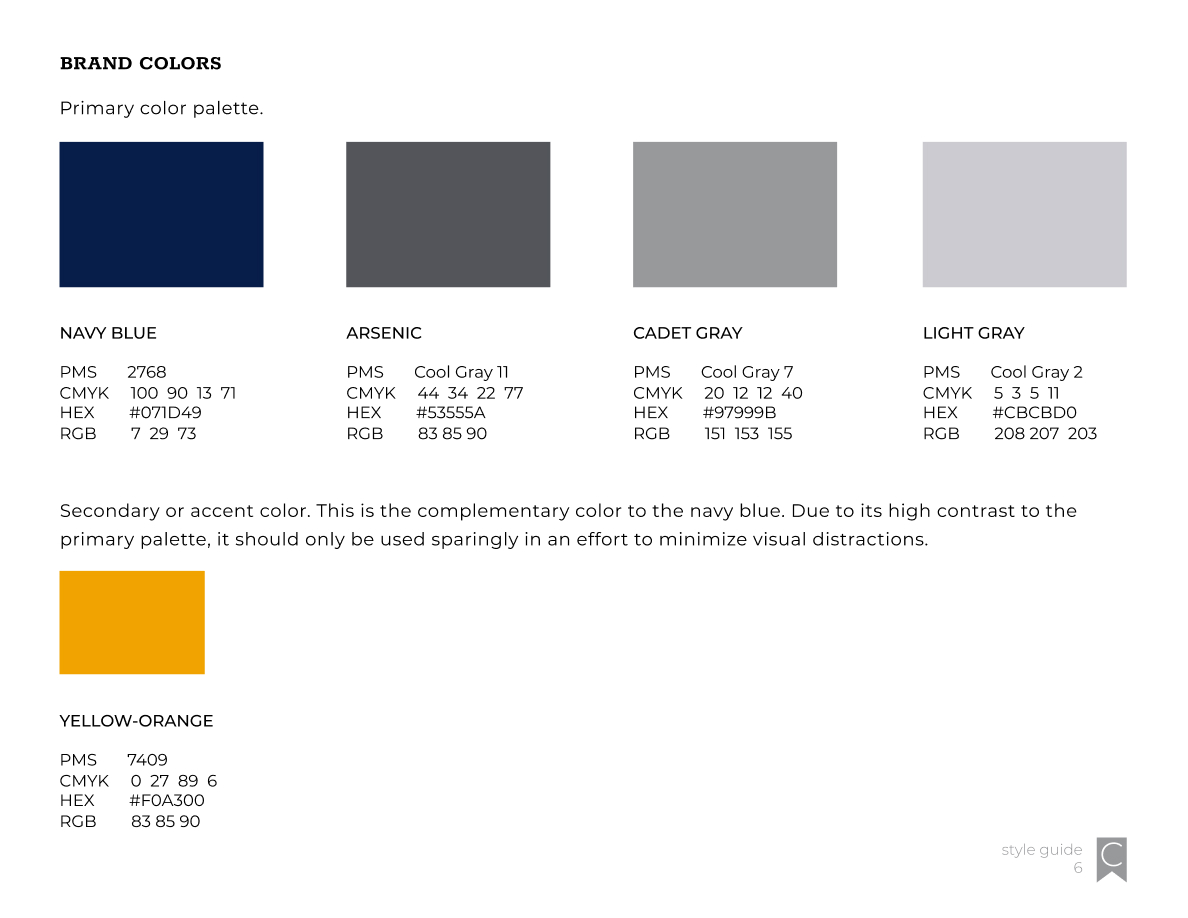 BRAND COLORS
Primary color palette.
NAVY BLUE
PMS 2768
CMYK 100 90 13 71
HEX #071D49
RGB 7 29 73
ARSENIC
PMS Cool Gray 11
CMYK 44 34 22 77
HEX #53555A
RGB 83 85 90
CADET GRAY
PMS Cool Gray 7
CMYK 20 12 12 40
HEX #97999B
RGB 151 153 155
LIGHT GRAY
PMS Cool Gray 2
CMYK 5 3 5 11
HEX #CBCBD0
RGB 208 207 203
Secondary or accent color. This is the complementary color to the navy blue. Due to its high contrast to the
primary palette, it should only be used sparingly in an effort to minimize visual distractions.
YELLOW-ORANGE
PMS 7409
CMYK 0 27 89 6
HEX #F0A300
RGB 83 85 90
style guide
6
C